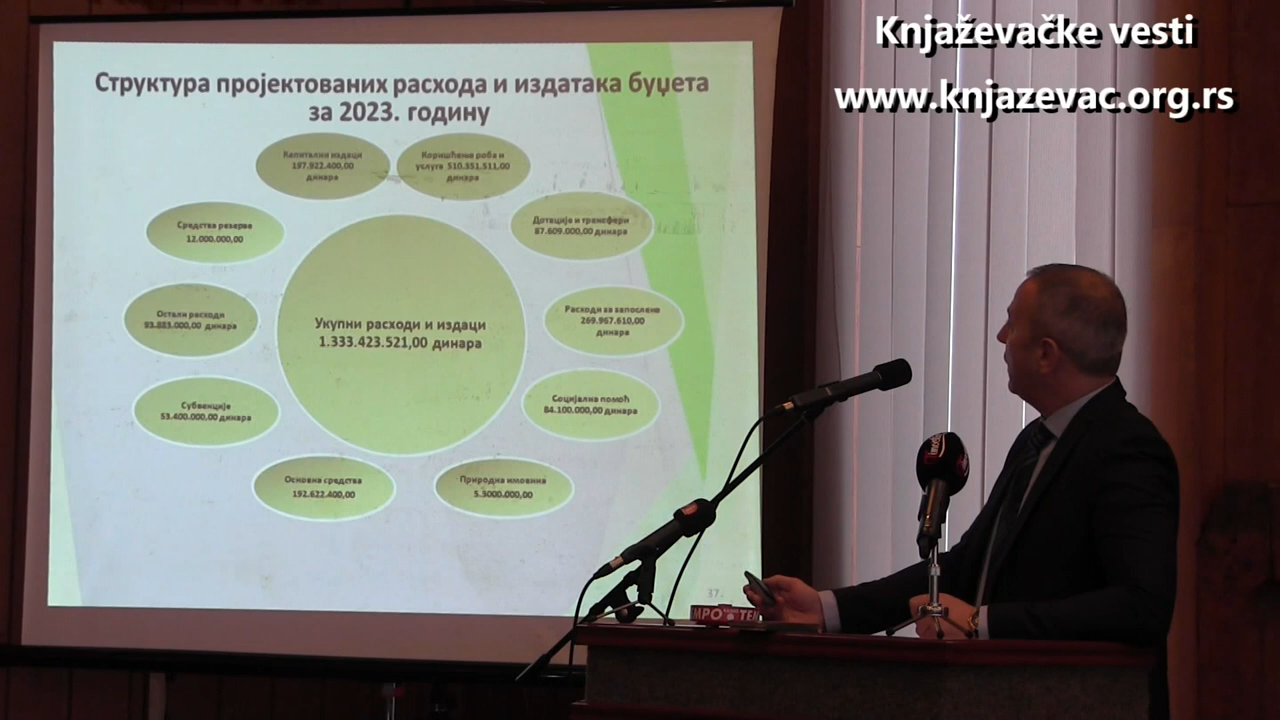 Knjaževačke vesti
www.knjazevac.org.rs
Структура пројектованих расхода и издатака буџета
за 2023. годину
Капитални издаци
197.922.400,00
динара
Коришћење роба и
услуга 510.351.511,00
динара
Средства резерве
12.000.000,00
Дотације и трансфери
87.609.000,00 динара
Остали расходи
93.883.000,00 динара
Укупни расходи и издаци
1.333.423.521,00 динара
Расходи за запослене
269.967.610,00
динара
Субвенције
53.400.000,00 динара
Социјална помоћ
84.100.000,00 динара
Основна средства
192.622.400,00
Природна имовина
5.3000.000,00
37.